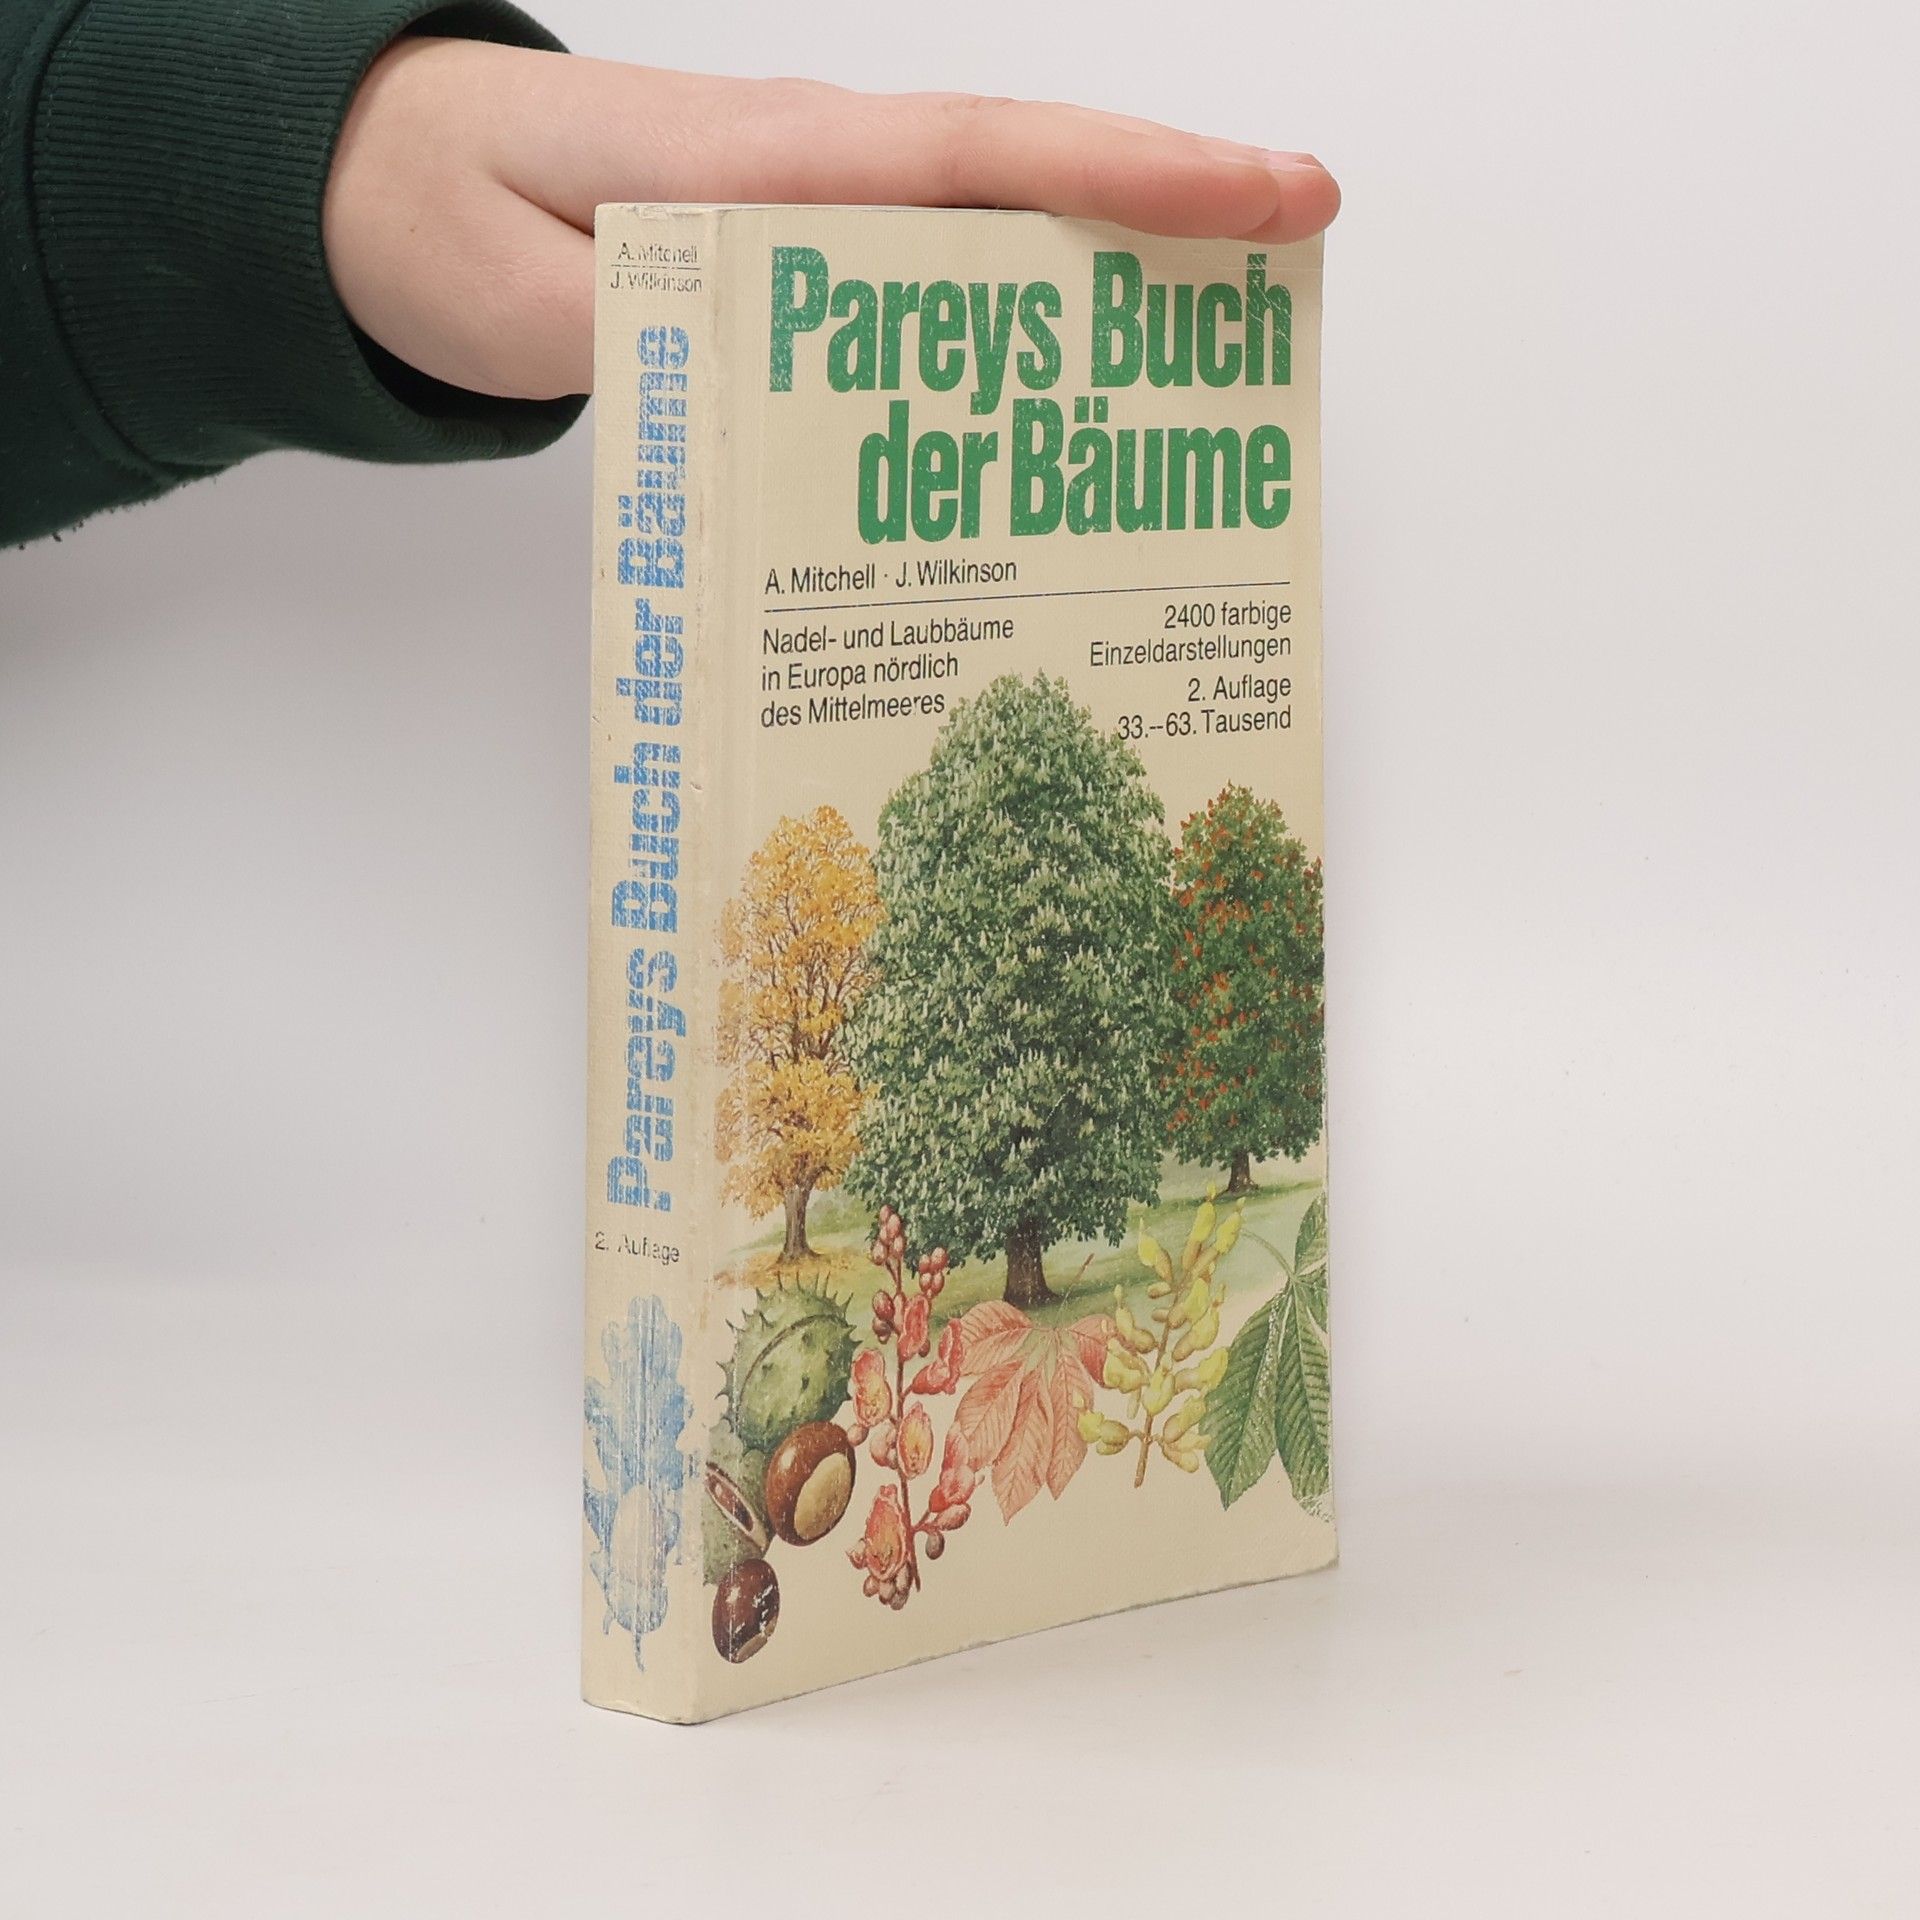 A. Mitchell
J. Wilkinson
Pareys Buch der Bäume
2. Auflage
Pareys Buch
der Bäume
A. Mitchell · J. Wilkinson
Nadel- und Laubbäume
in Europa nördlich
des Mittelmeeres
2400 farbige
Einzeldarstellungen
2. Auflage
33.–63. Tausend